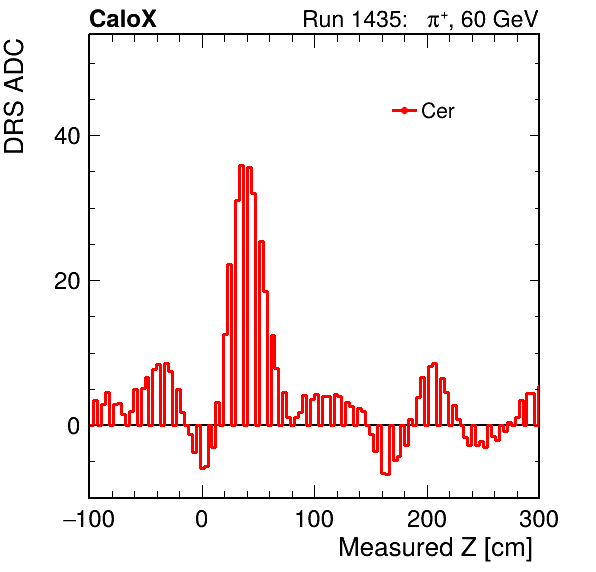 CaloX Run 1435: π⁺, 60 GeV
DRS ADC
Cer
40
20
0
−100 0 100 200 300
Measured Z [cm]